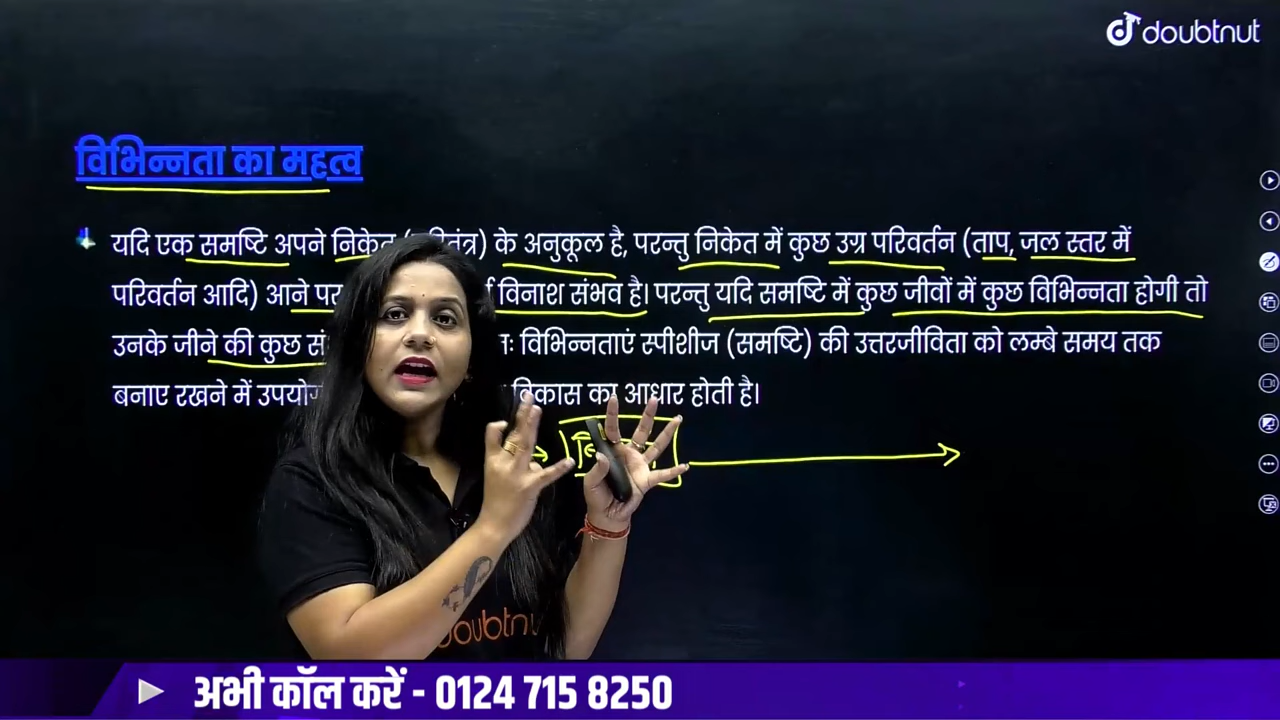 doubtnut
विभिन्नता का महत्व
यदि एक समष्टि अपने निकेत के अनुकूल है, परन्तु निकेत में कुछ उग्र परिवर्तन (ताप, जल स्तर में
परिवर्तन आदि) आने पर विनाश संभव है। परन्तु यदि समष्टि में कुछ जीवों में कुछ विभिन्नता होगी तो
उनके जीने की कुछ विभिन्नताएं स्पीशीज (समष्टि) की उत्तरजीविता को लम्बे समय तक
बनाए रखने में विकास का आधार होती है।
doubtnu
अभी कॉल करें - 0124 715 8250